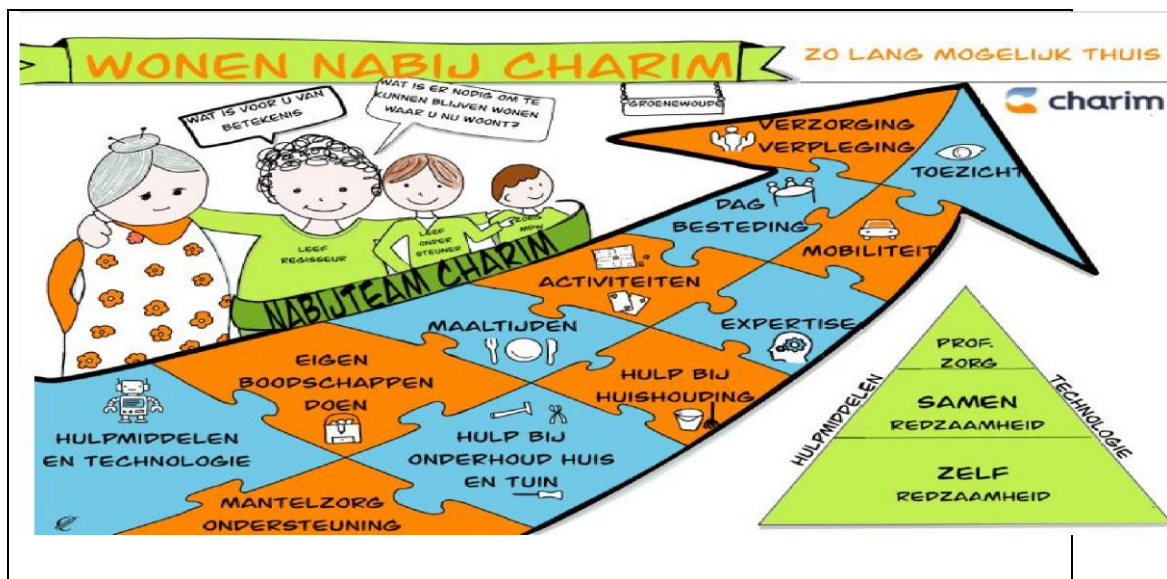 WONEN NABIJ CHARIM
ZO LANG MOGELIJK THUIS
charim
WAT IS VOOR U VAN
BETEKENIS
WAT IS ER NODIG OM TE
KUNNEN BLIJVEN WONEN
WAAR U NU WOONT?
GROENEWOUDE
LEEF
REGISSEUR
LEEF
ONDER
STEUNER
ZORG
MDW
NABIJTEAM CHARIM
VERZORGING
VERPLEGING
TOEZICHT
DAG
BESTEDING
MOBILITEIT
ACTIVITEITEN
MAALTIJDEN
EXPERTISE
EIGEN
BOODSCHAPPEN
DOEN
HULP BIJ
HUISHOUDING
HULPMIDDELEN
EN TECHNOLOGIE
HULP BIJ
ONDERHOUD HUIS
EN TUIN
MANTELZORG
ONDERSTEUNING
HULPMIDDELEN
TECHNOLOGIE
PROF.
ZORG
SAMEN
REDZAAMHEID
ZELF
REDZAAMHEID